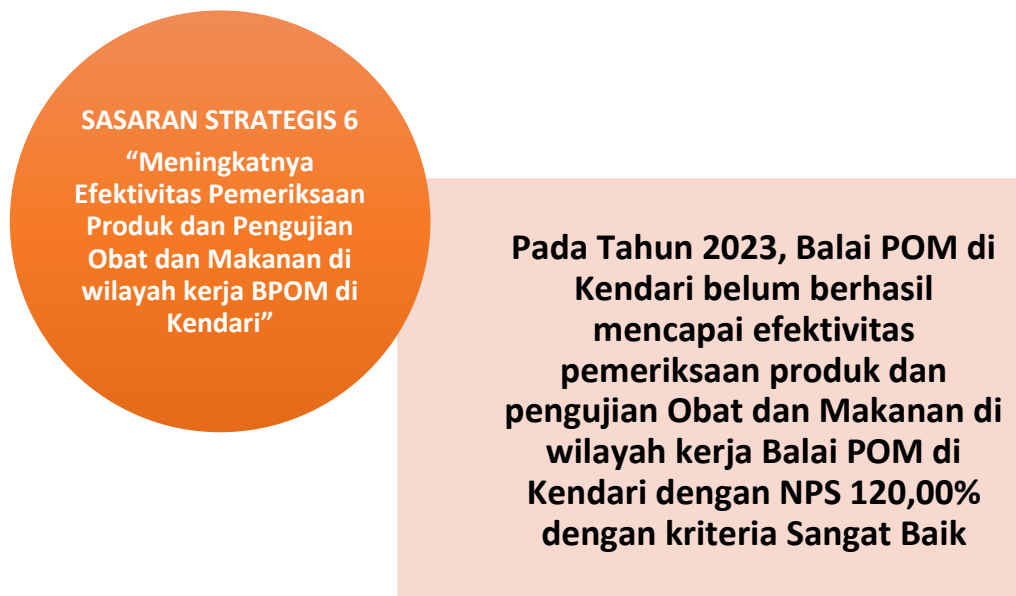 SASARAN STRATEGIS 6
“Meningkatnya
Efektivitas Pemeriksaan
Produk dan Pengujian
Obat dan Makanan di
wilayah kerja BPOM di
Kendari”
Pada Tahun 2023, Balai POM di
Kendari belum berhasil
mencapai efektivitas
pemeriksaan produk dan
pengujian Obat dan Makanan di
wilayah kerja Balai POM di
Kendari dengan NPS 120,00%
dengan kriteria Sangat Baik